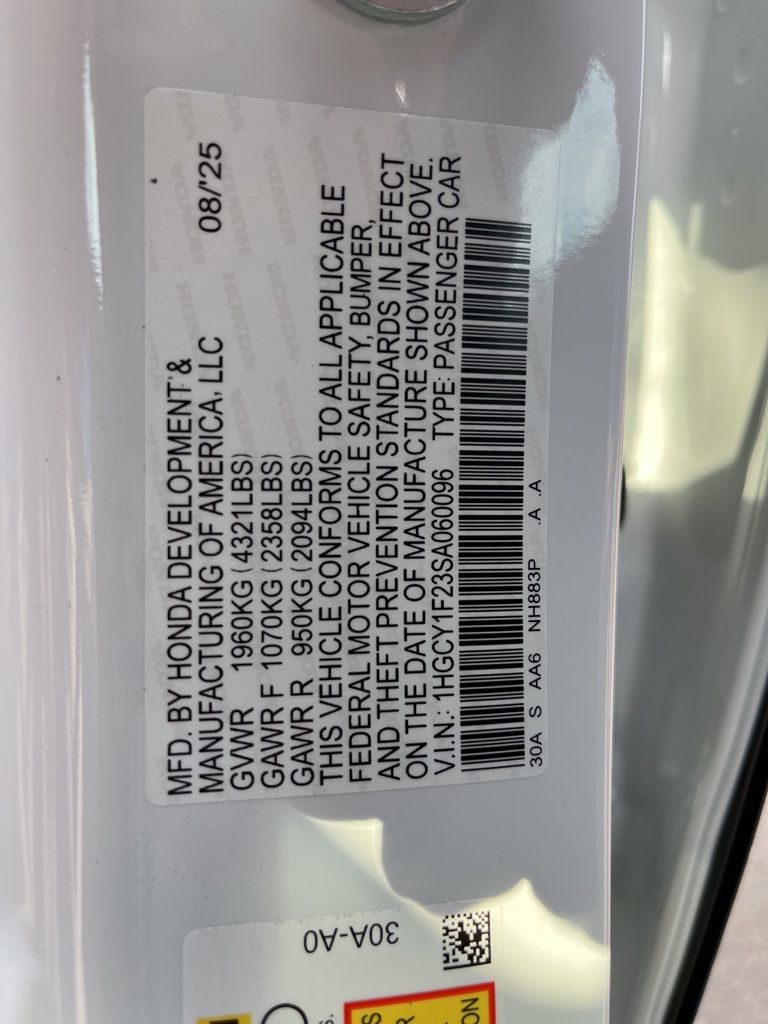 MFD. BY HONDA DEVELOPMENT &
MANUFACTURING OF AMERICA, LLC 08/'25
GVWR 1960KG (4321LBS)
GAWR F 1070KG (2358LBS)
GAWR R 950KG (2094LBS)
THIS VEHICLE CONFORMS TO ALL APPLICABLE
FEDERAL MOTOR VEHICLE SAFETY, BUMPER,
AND THEFT PREVENTION STANDARDS IN EFFECT
ON THE DATE OF MANUFACTURE SHOWN ABOVE.
V.I.N.: 1HGCY1F23SA060096 TYPE: PASSENGER CAR
30A S AA6 NH883P .A .A
30A-A0